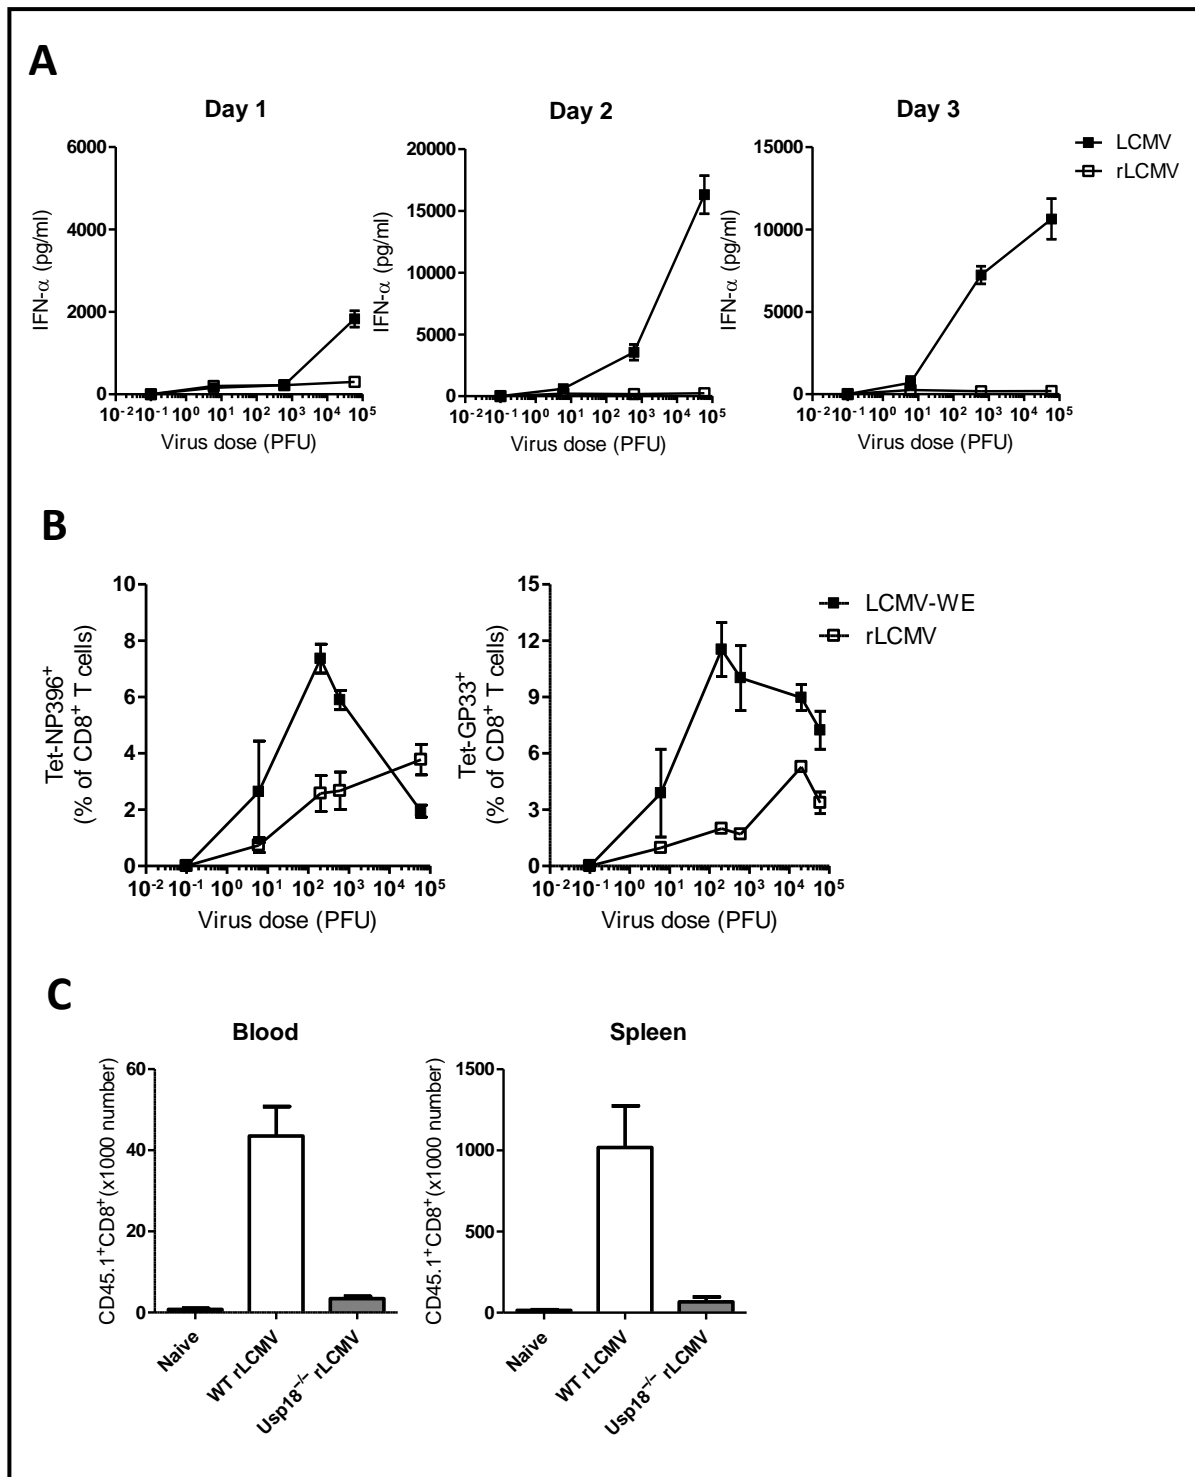 A
Day 1
Day 2
Day 3
LCMV
rLCMV
IFN-α (pg/ml)
6000
4000
2000
0
10⁻² 10⁻¹ 10⁰ 10¹ 10² 10³ 10⁴ 10⁵
Virus dose (PFU)
IFN-α (pg/ml)
20000
15000
10000
5000
0
10⁻² 10⁻¹ 10⁰ 10¹ 10² 10³ 10⁴ 10⁵
Virus dose (PFU)
IFN-α (pg/ml)
15000
10000
5000
0
10⁻² 10⁻¹ 10⁰ 10¹ 10² 10³ 10⁴ 10⁵
Virus dose (PFU)
B
Tet-NP396⁺
(% of CD8⁺ T cells)
10
8
6
4
2
0
10⁻² 10⁻¹ 10⁰ 10¹ 10² 10³ 10⁴ 10⁵
Virus dose (PFU)
Tet-GP33⁺
(% of CD8⁺ T cells)
15
12
9
6
3
0
10⁻² 10⁻¹ 10⁰ 10¹ 10² 10³ 10⁴ 10⁵
Virus dose (PFU)
LCMV-WE
rLCMV
C
Blood
CD45.1⁺CD8⁺(x1000 number)
60
40
20
0
Naive
WT rLCMV
Usp18⁻/⁻ rLCMV
Spleen
CD45.1⁺CD8⁺(x1000 number)
1500
1000
500
0
Naive
WT rLCMV
Usp18⁻/⁻ rLCMV